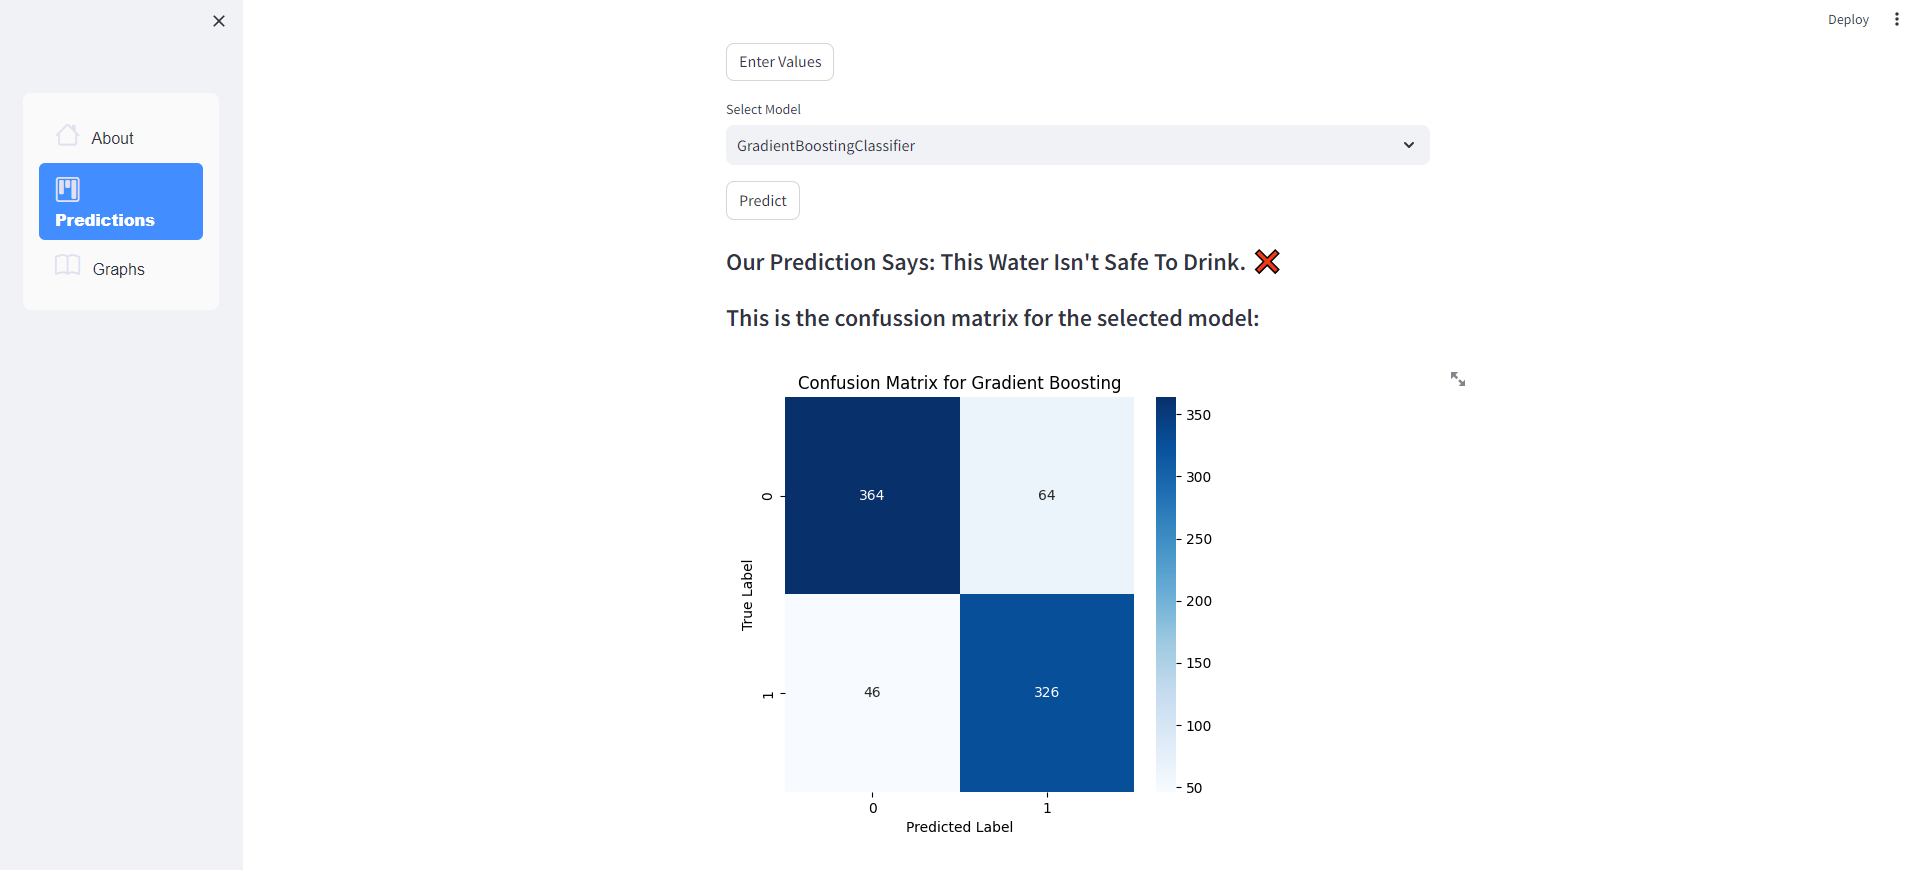 Deploy
About
Predictions
Graphs
Enter Values
Select Model
GradientBoostingClassifier
Predict
Our Prediction Says: This Water Isn't Safe To Drink. ❌
This is the confussion matrix for the selected model:
Confusion Matrix for Gradient Boosting
364 64
46 326
0
1
True Label
0 1
Predicted Label
350
300
250
200
150
100
50